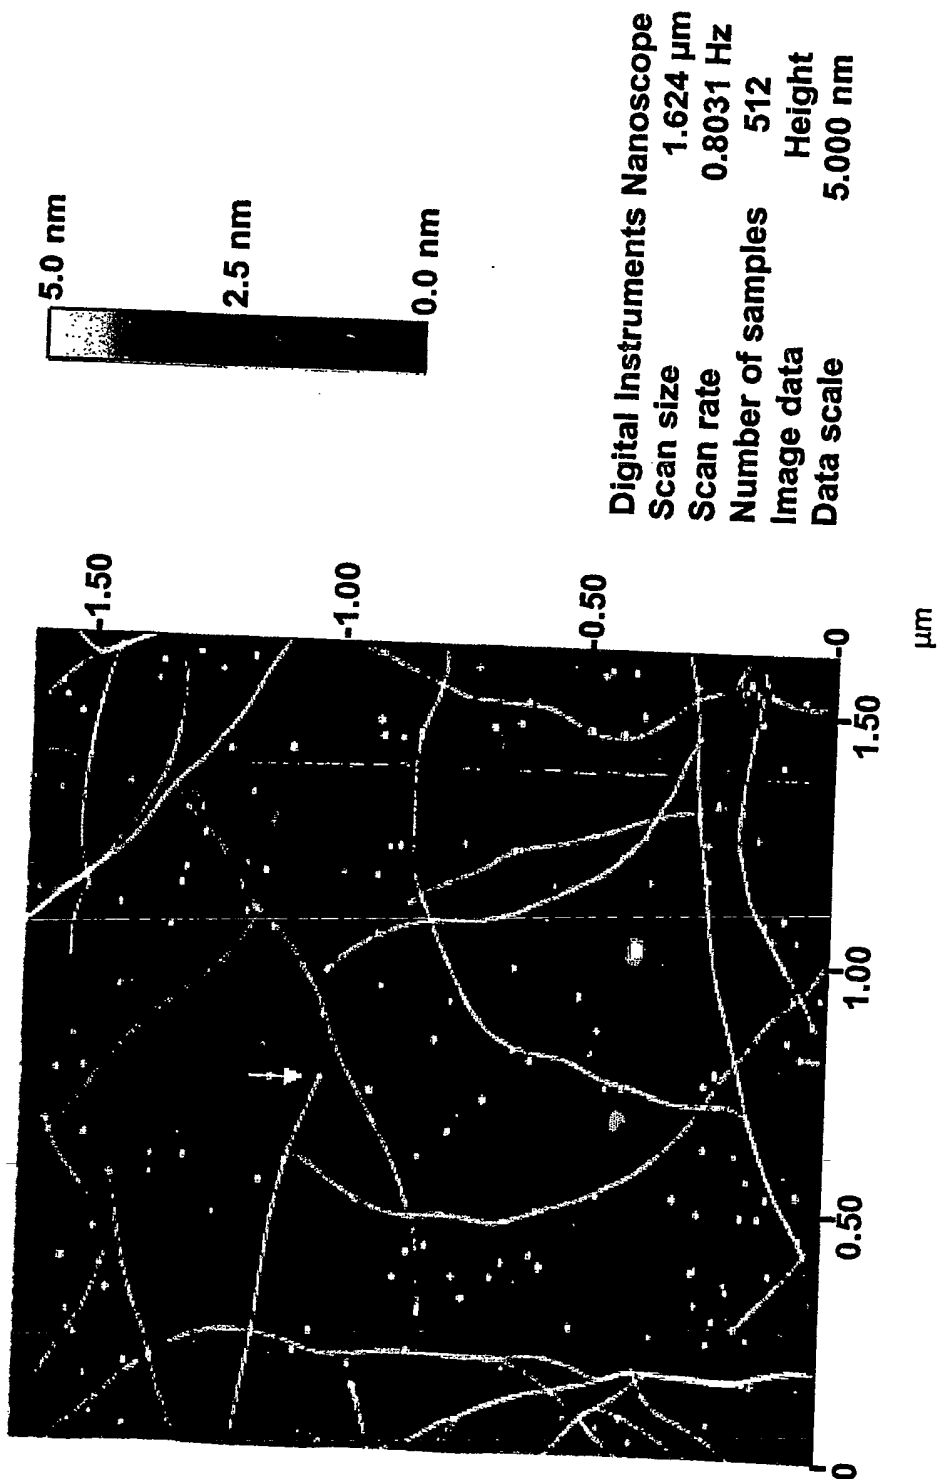 5.0 nm
2.5 nm
0.0 nm
Digital Instruments Nanoscope
Scan size 1.624 µm
Scan rate 0.8031 Hz
Number of samples 512
Image data Height
Data scale 5.000 nm
-1.50
-1.00
-0.50
-0
0
0.50
1.00
1.50
µm